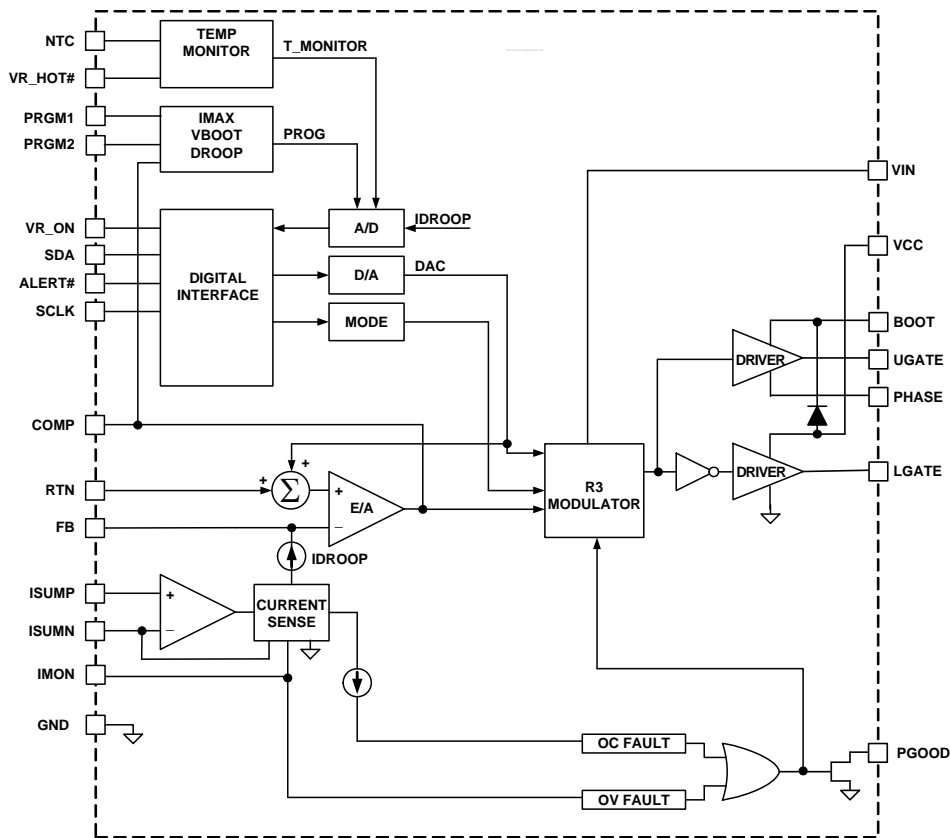 NTC
VR_HOT#
PRGM1
PRGM2
VR_ON
SDA
ALERT#
SCLK
COMP
RTN
FB
ISUMP
ISUMN
IMON
GND
TEMP
MONITOR
T_MONITOR
IMAX
VBOOT
DROOP
PROG
DIGITAL
INTERFACE
A/D
IDROOP
D/A
DAC
MODE
+
+
Σ
+
E/A
−
IDROOP
+
−
CURRENT
SENSE
R3
MODULATOR
DRIVER
DRIVER
OC FAULT
OV FAULT
VIN
VCC
BOOT
UGATE
PHASE
LGATE
PGOOD